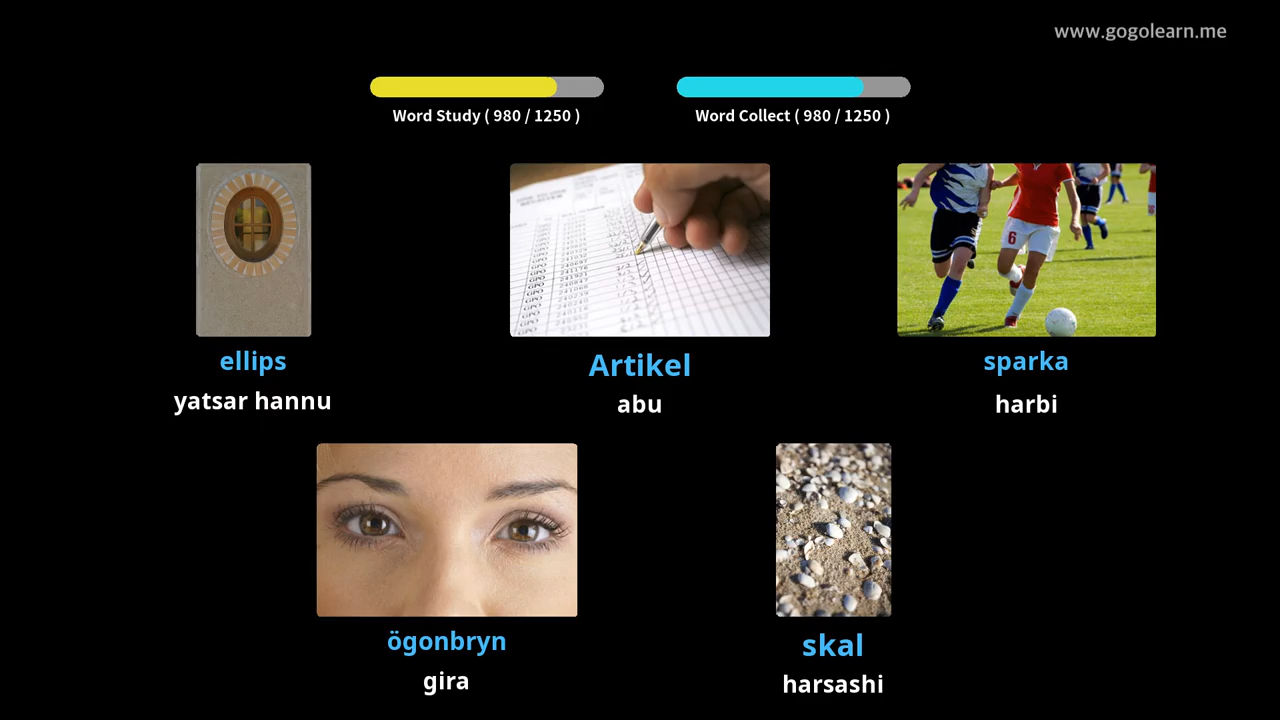 www.gogolearn.me
Word Study ( 980 / 1250 )
Word Collect ( 980 / 1250 )
ellips
yatsar hannu
Artikel
abu
sparka
harbi
6
ögonbryn
gira
skal
harsashi